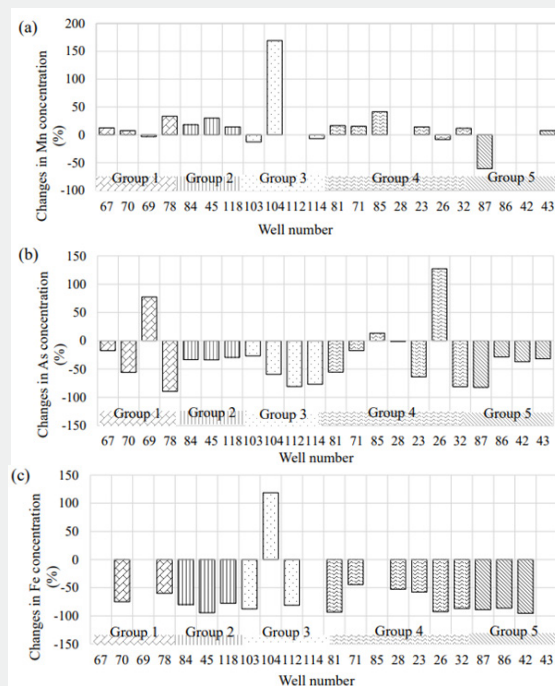 (a)
Changes in Mn concentration
(%)
200
150
100
50
0
-50
-100
Group 1 Group 2 Group 3 Group 4 Group 5
67 70 69 78 84 45 118 103 104 112 114 81 71 85 28 23 26 32 87 86 42 43
Well number
(b)
Changes in As concentration
(%)
150
100
50
0
-50
-100
-150
Group 1 Group 2 Group 3 Group 4 Group 5
67 70 69 78 84 45 118 103 104 112 114 81 71 85 28 23 26 32 87 86 42 43
Well number
(c)
Changes in Fe concentration
(%)
150
100
50
0
-50
-100
-150
Group 1 Group 2 Group 3 Group 4 Group 5
67 70 69 78 84 45 118 103 104 112 114 81 71 85 28 23 26 32 87 86 42 43
Well number